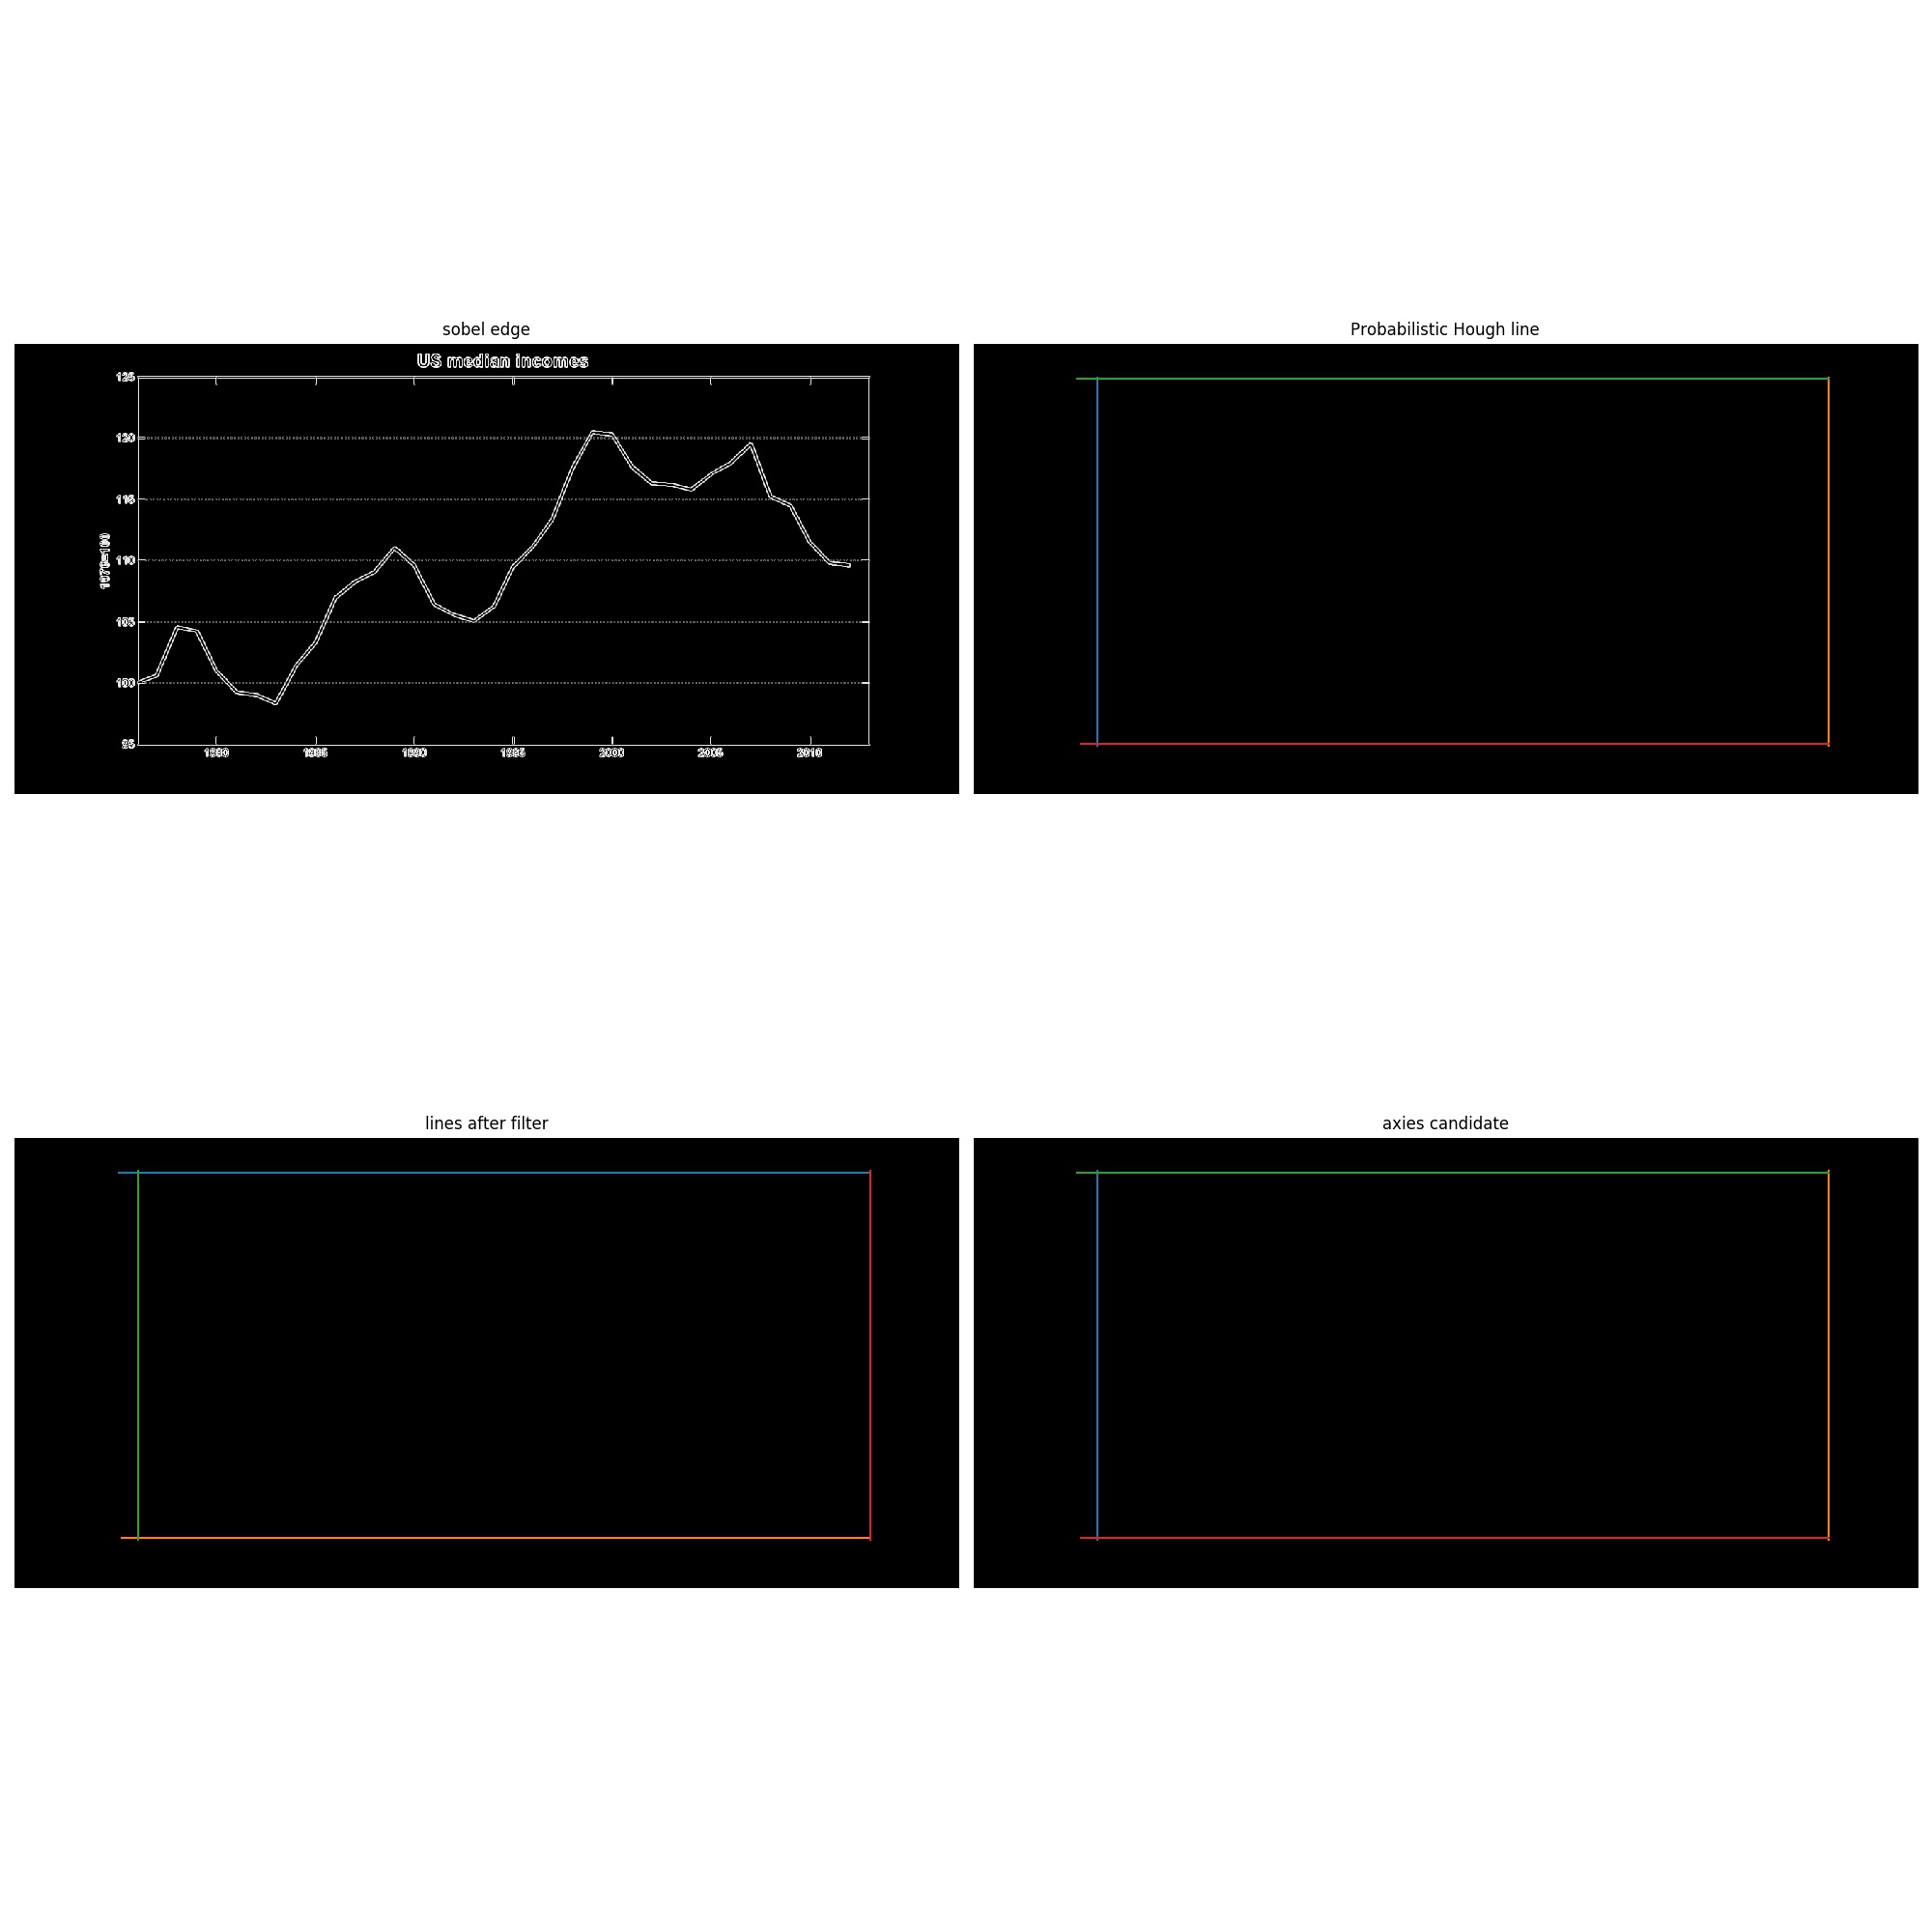 sobel edge
Probabilistic Hough line
US median incomes
125
120
115
110
105
100
95
1980 1985 1990 1995 2000 2005 2010
lines after filter
axies candidate